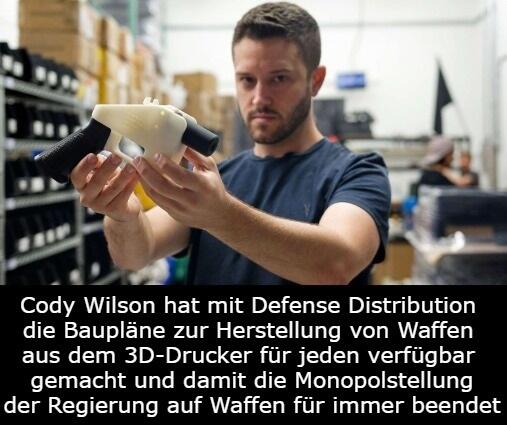 Cody Wilson hat mit Defense Distribution
die Baupläne zur Herstellung von Waffen
aus dem 3D-Drucker für jeden verfügbar
gemacht und damit die Monopolstellung
der Regierung auf Waffen für immer beendet